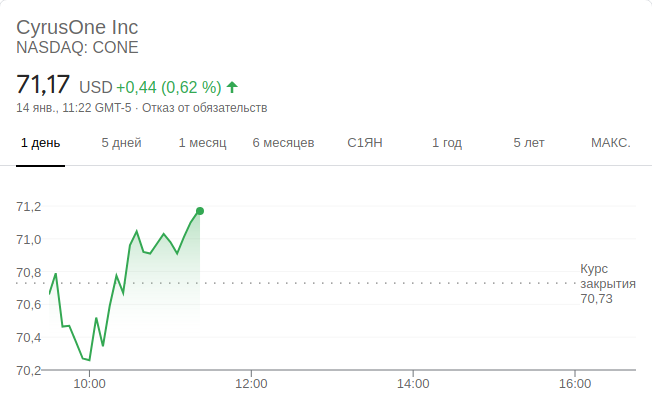 CyrusOne Inc
NASDAQ: CONE
71,17 USD +0,44 (0,62 %)
14 янв., 11:22 GMT-5 · Отказ от обязательств
1 день 5 дней 1 месяц 6 месяцев С1ЯН 1 год 5 лет МАКС.
71,2
71,0
70,8
70,6
70,4
70,2
Курс
закрытия
70,73
10:00 12:00 14:00 16:00